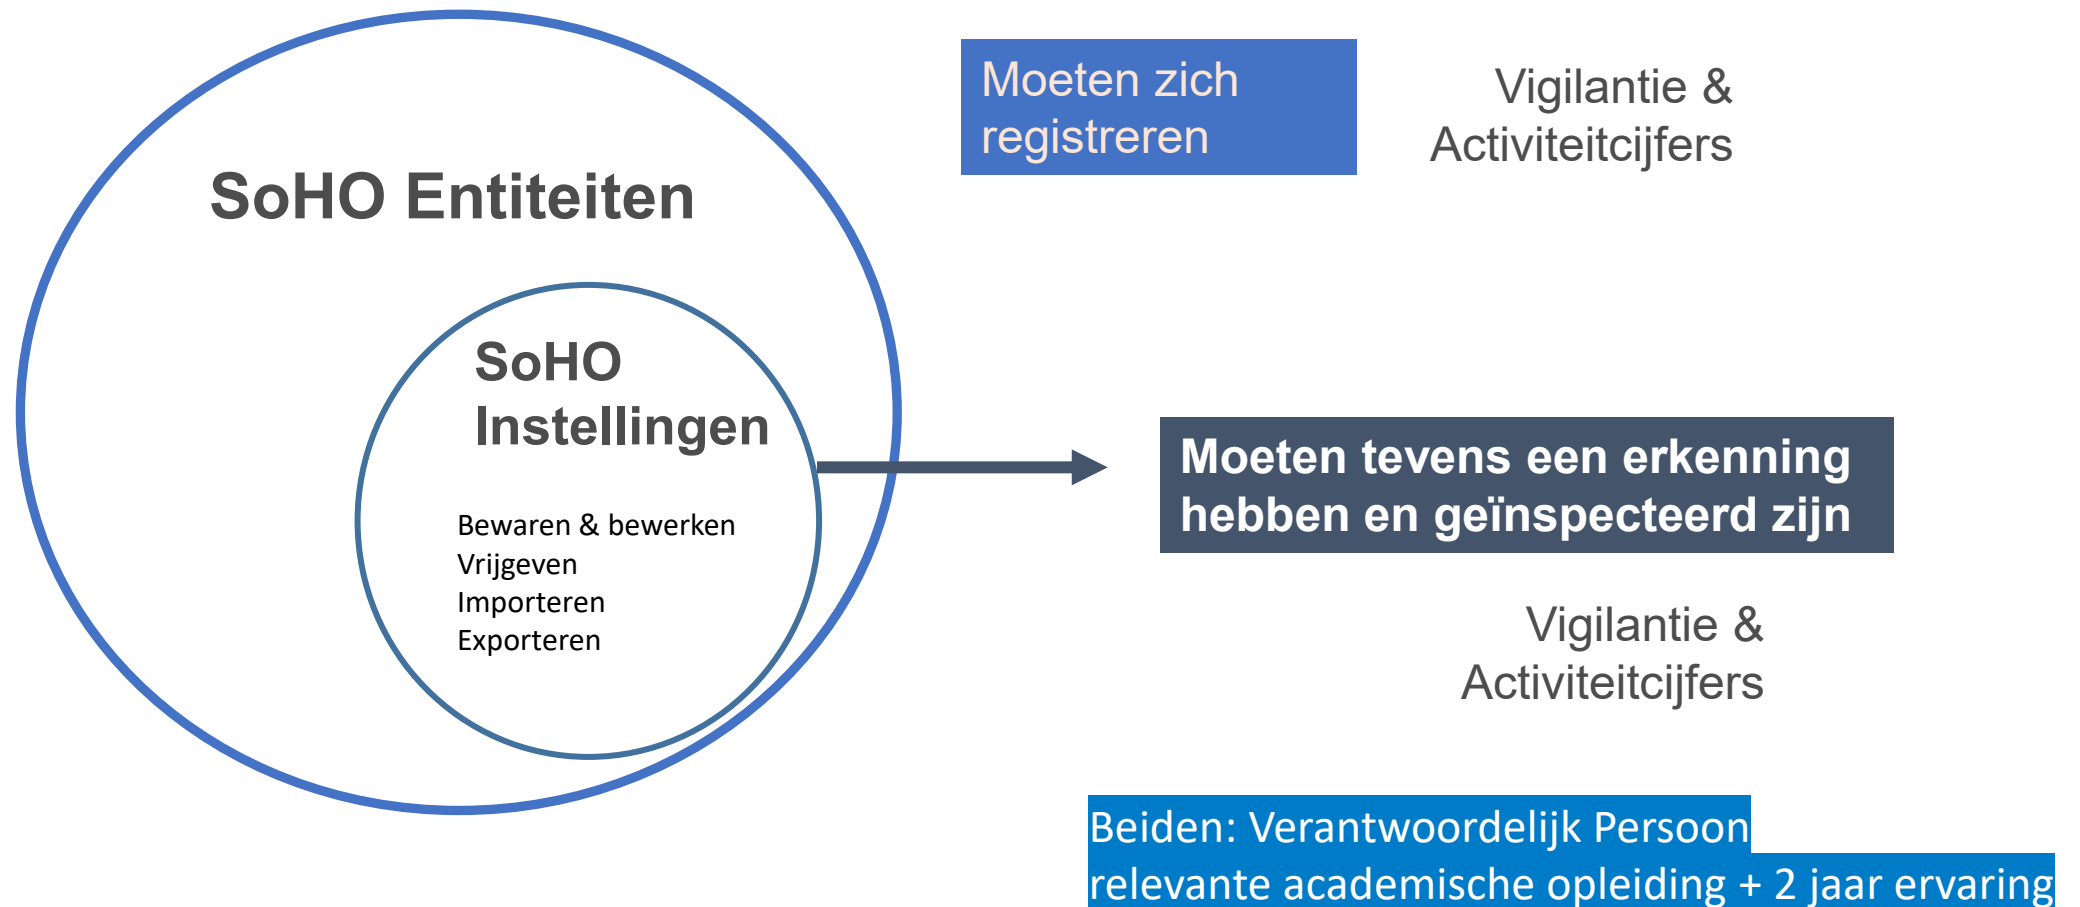 Moeten zich
registreren
Vigilantie &
Activiteitcijfers
SoHO Entiteiten
SoHO
Instellingen
Bewaren & bewerken
Vrijgeven
Importeren
Exporteren
Moeten tevens een erkenning
hebben en geïnspecteerd zijn
Vigilantie &
Activiteitcijfers
Beiden: Verantwoordelijk Persoon
relevante academische opleiding + 2 jaar ervaring